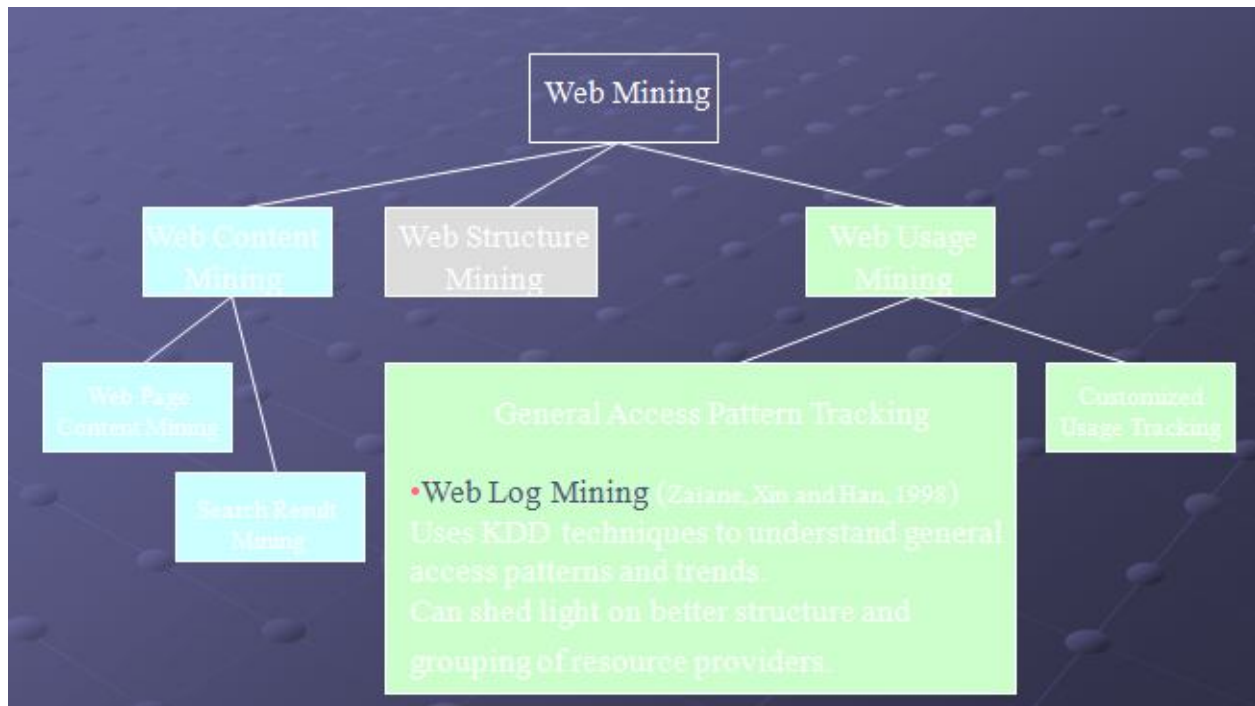 Web Mining
Web Content
Mining
Web Structure
Mining
Web Usage
Mining
Web Page
Content Mining
Search Result
Mining
General Access Pattern Tracking
•Web Log Mining (Zaïane, Xin and Han, 1998)
Uses KDD techniques to understand general
access patterns and trends.
Can shed light on better structure and
grouping of resource providers.
Customized
Usage Tracking